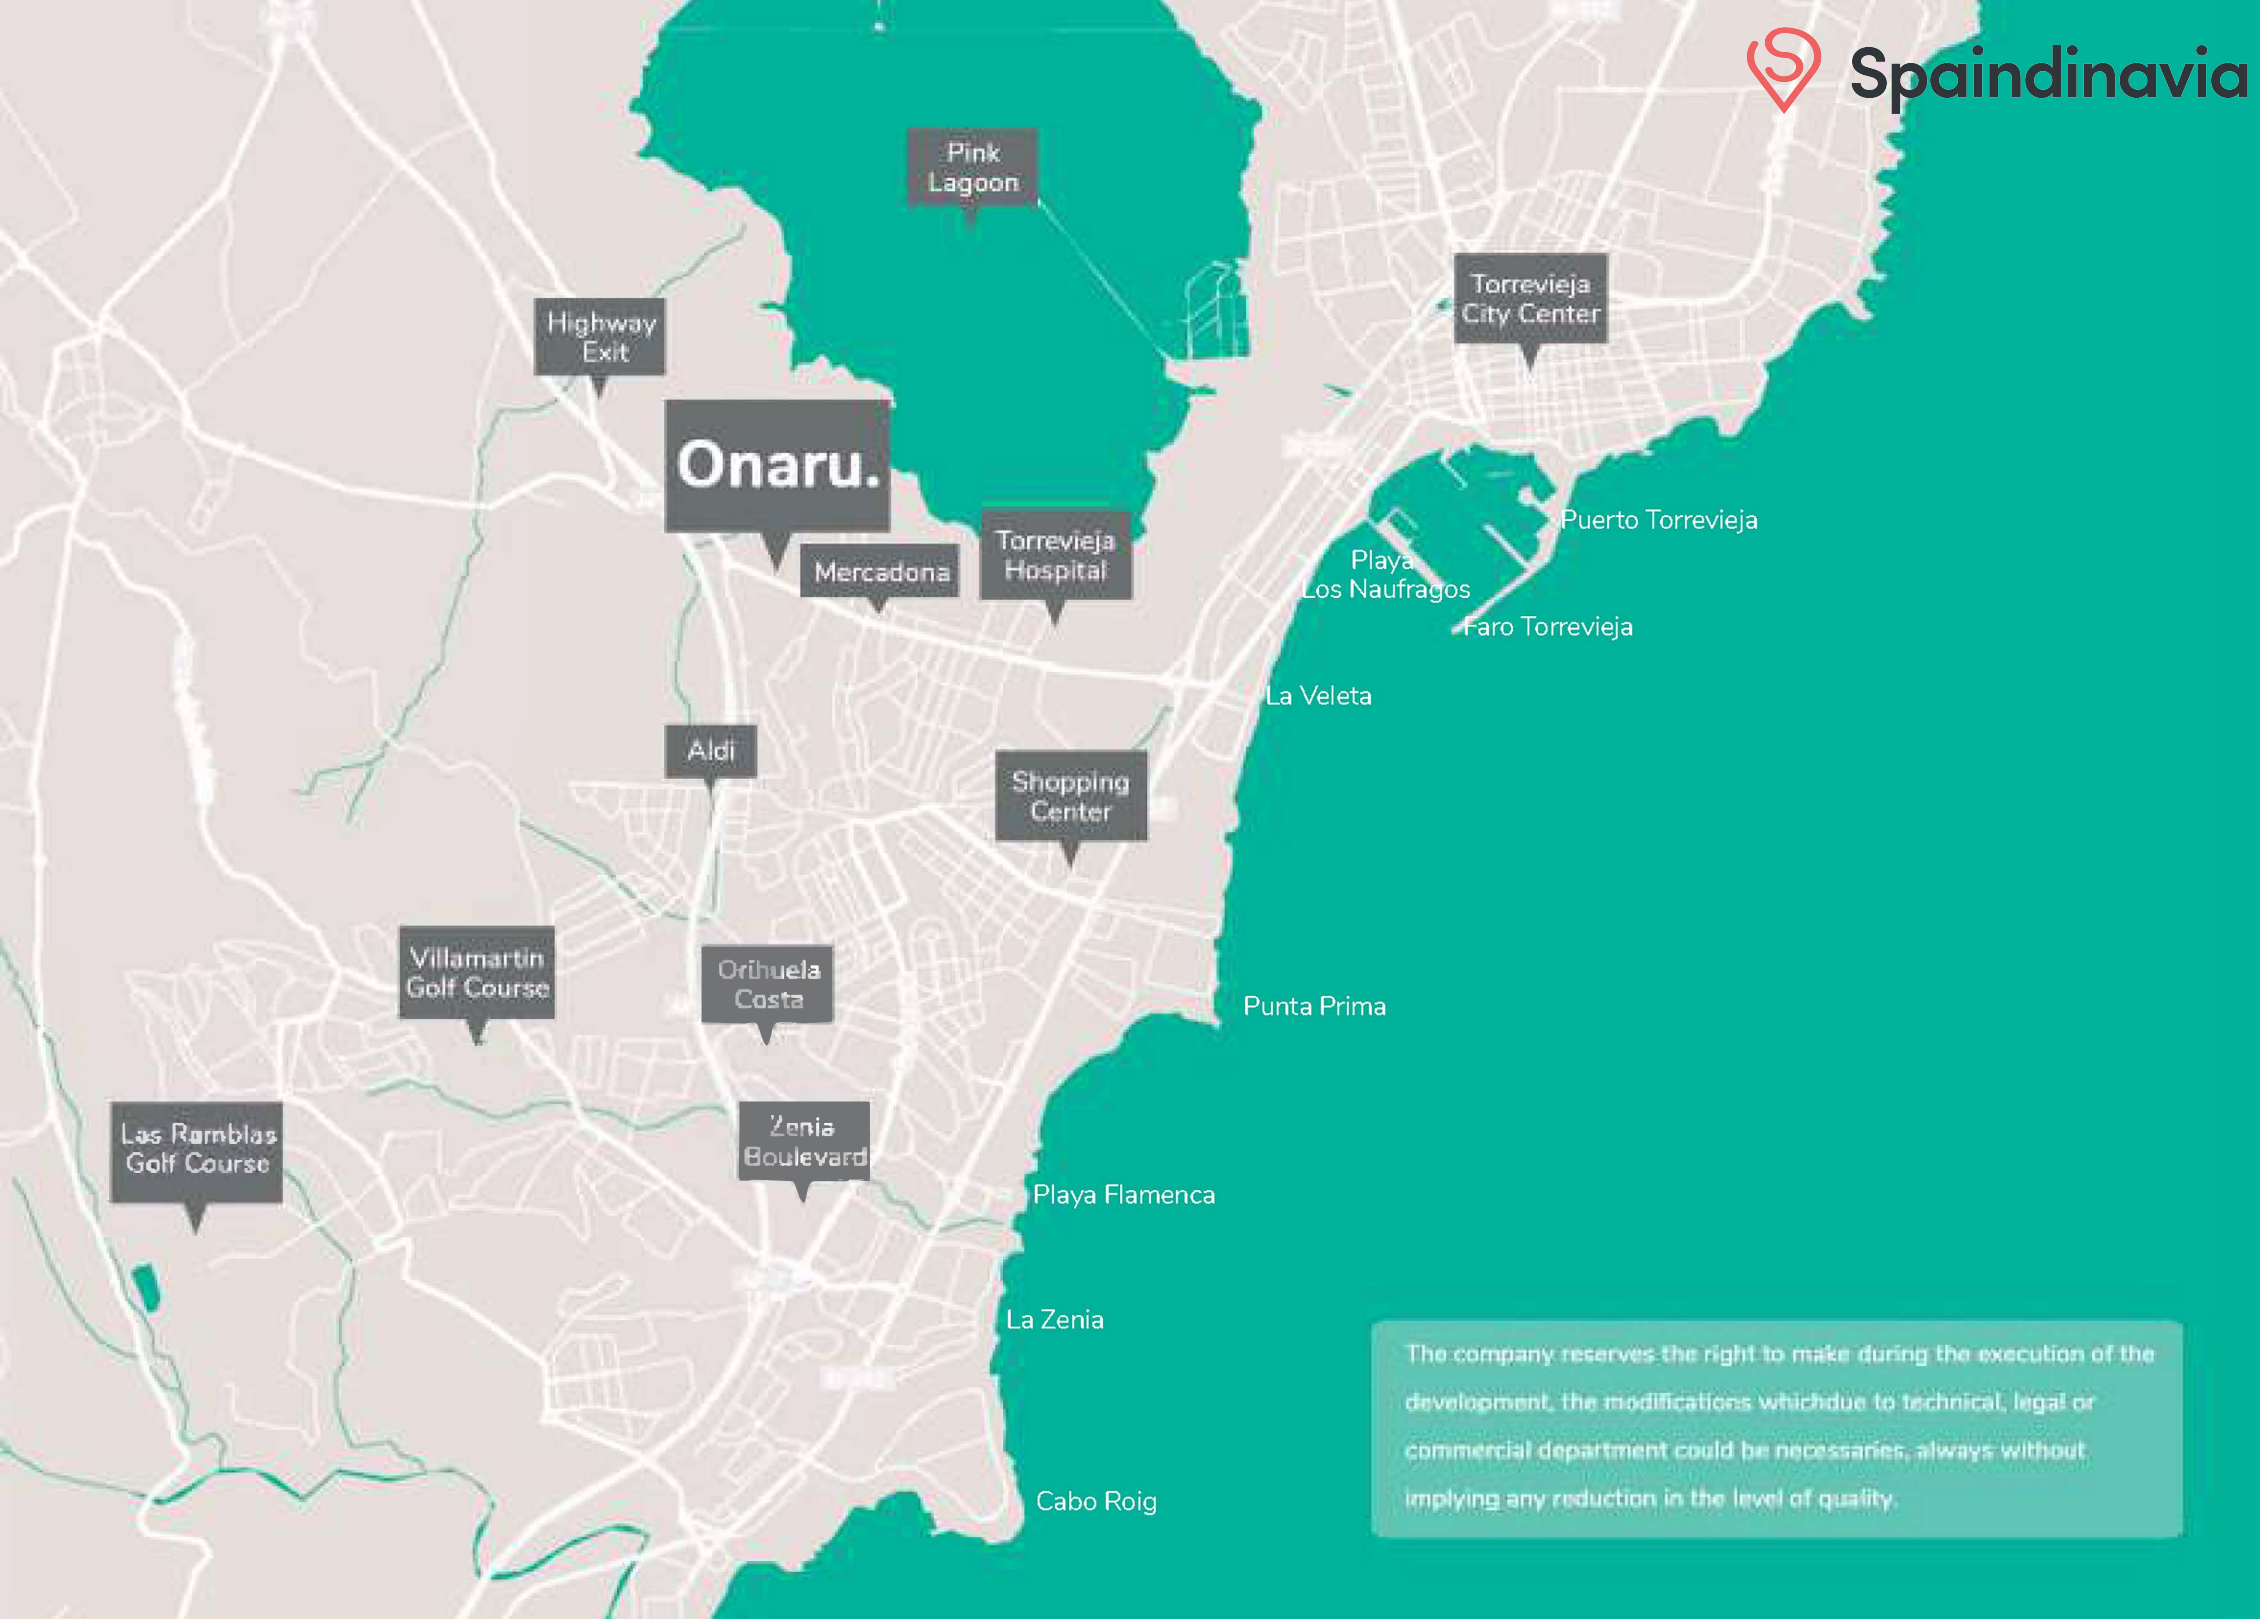 Spaindinavia
Pink
Lagoon
Torrevieja
City Center
Highway
Exit
Onaru.
Mercadona
Torrevieja
Hospital
Puerto Torrevieja
Playa
Los Naufragos
Faro Torrevieja
La Veleta
Aldi
Shopping
Center
Villamartin
Golf Course
Orihuela
Costa
Punta Prima
Las Ramblas
Golf Course
Zenia
Boulevard
Playa Flamenca
La Zenia
Cabo Roig
The company reserves the right to make during the execution of the
development, the modifications whichdue to technical, legal or
commercial department could be necessaries, always without
implying any reduction in the level of quality.